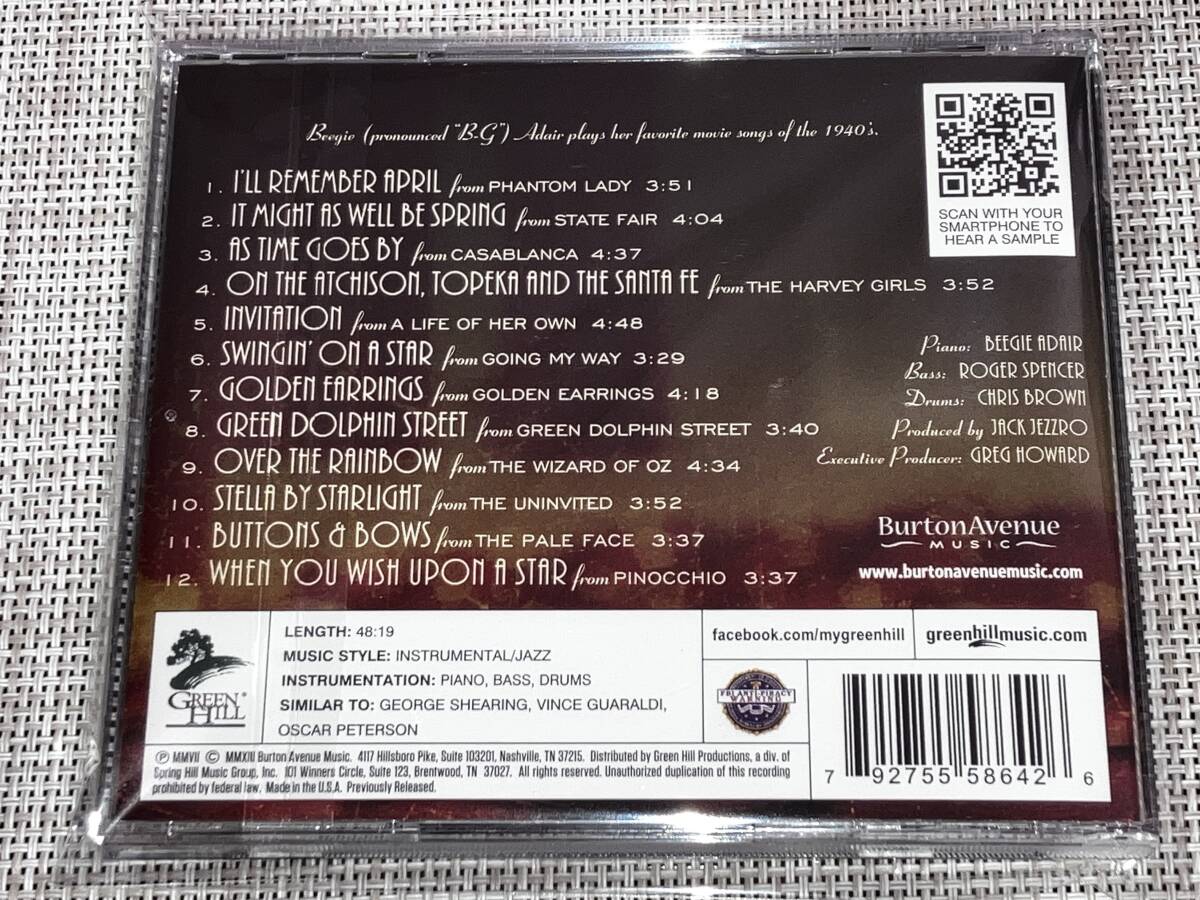 Beegie (pronounced "B.G") Adair plays her favorite movie songs of the 1940's.
1. I'LL REMEMBER APRIL from PHANTOM LADY 3:51
2. IT MIGHT AS WELL BE SPRING from STATE FAIR 4:04
3. AS TIME GOES BY from CASABLANCA 4:37
4. ON THE ATCHISON, TOPEKA AND THE SANTA FE from THE HARVEY GIRLS 3:52
5. INVITATION from A LIFE OF HER OWN 4:48
6. SWINGIN' ON A STAR from GOING MY WAY 3:29
7. GOLDEN EARRINGS from GOLDEN EARRINGS 4:18
8. GREEN DOLPHIN STREET from GREEN DOLPHIN STREET 3:40
9. OVER THE RAINBOW from THE WIZARD OF OZ 4:34
10. STELLA BY STARLIGHT from THE UNINVITED 3:52
11. BUTTONS & BOWS from THE PALE FACE 3:37
12. WHEN YOU WISH UPON A STAR from PINOCCHIO 3:37
SCAN WITH YOUR
SMARTPHONE TO
HEAR A SAMPLE
Piano: BEEGIE ADAIR
Bass: ROGER SPENCER
Drums: CHRIS BROWN
Produced by JACK JEZZRO
Executive Producer: GREG HOWARD
BurtonAvenue
MUSIC
www.burtonavenuemusic.com
GREEN
HILL®
LENGTH: 48:19
MUSIC STYLE: INSTRUMENTAL/JAZZ
INSTRUMENTATION: PIANO, BASS, DRUMS
SIMILAR TO: GEORGE SHEARING, VINCE GUARALDI,
OSCAR PETERSON
facebook.com/mygreenhill
greenhillmusic.com
FBI ANTI-PIRACY
WARNING
℗ MMVII © MMXIII Burton Avenue Music. 4117 Hillsboro Pike, Suite 103201, Nashville, TN 37215. Distributed by Green Hill Productions, a div. of
Spring Hill Music Group, Inc. 101 Winners Circle, Suite 123, Brentwood, TN 37027. All rights reserved. Unauthorized duplication of this recording
prohibited by federal law. Made in the U.S.A. Previously Released.
7 92755 58642 6